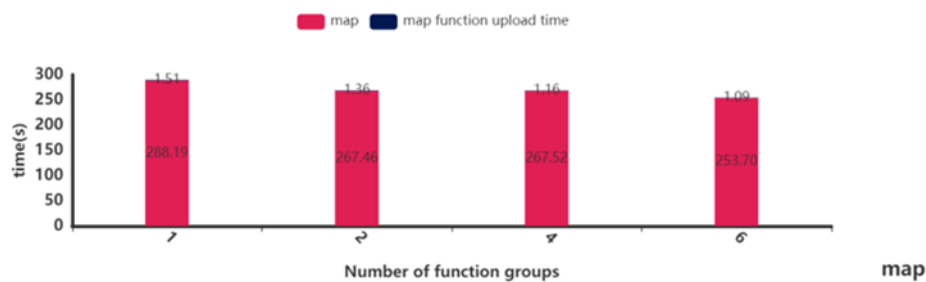 map map function upload time
300
250
200
150
100
50
0
time(s)
1.51 1.36 1.16 1.09
288.19 267.46 267.52 253.70
1 2 4 6
Number of function groups
map